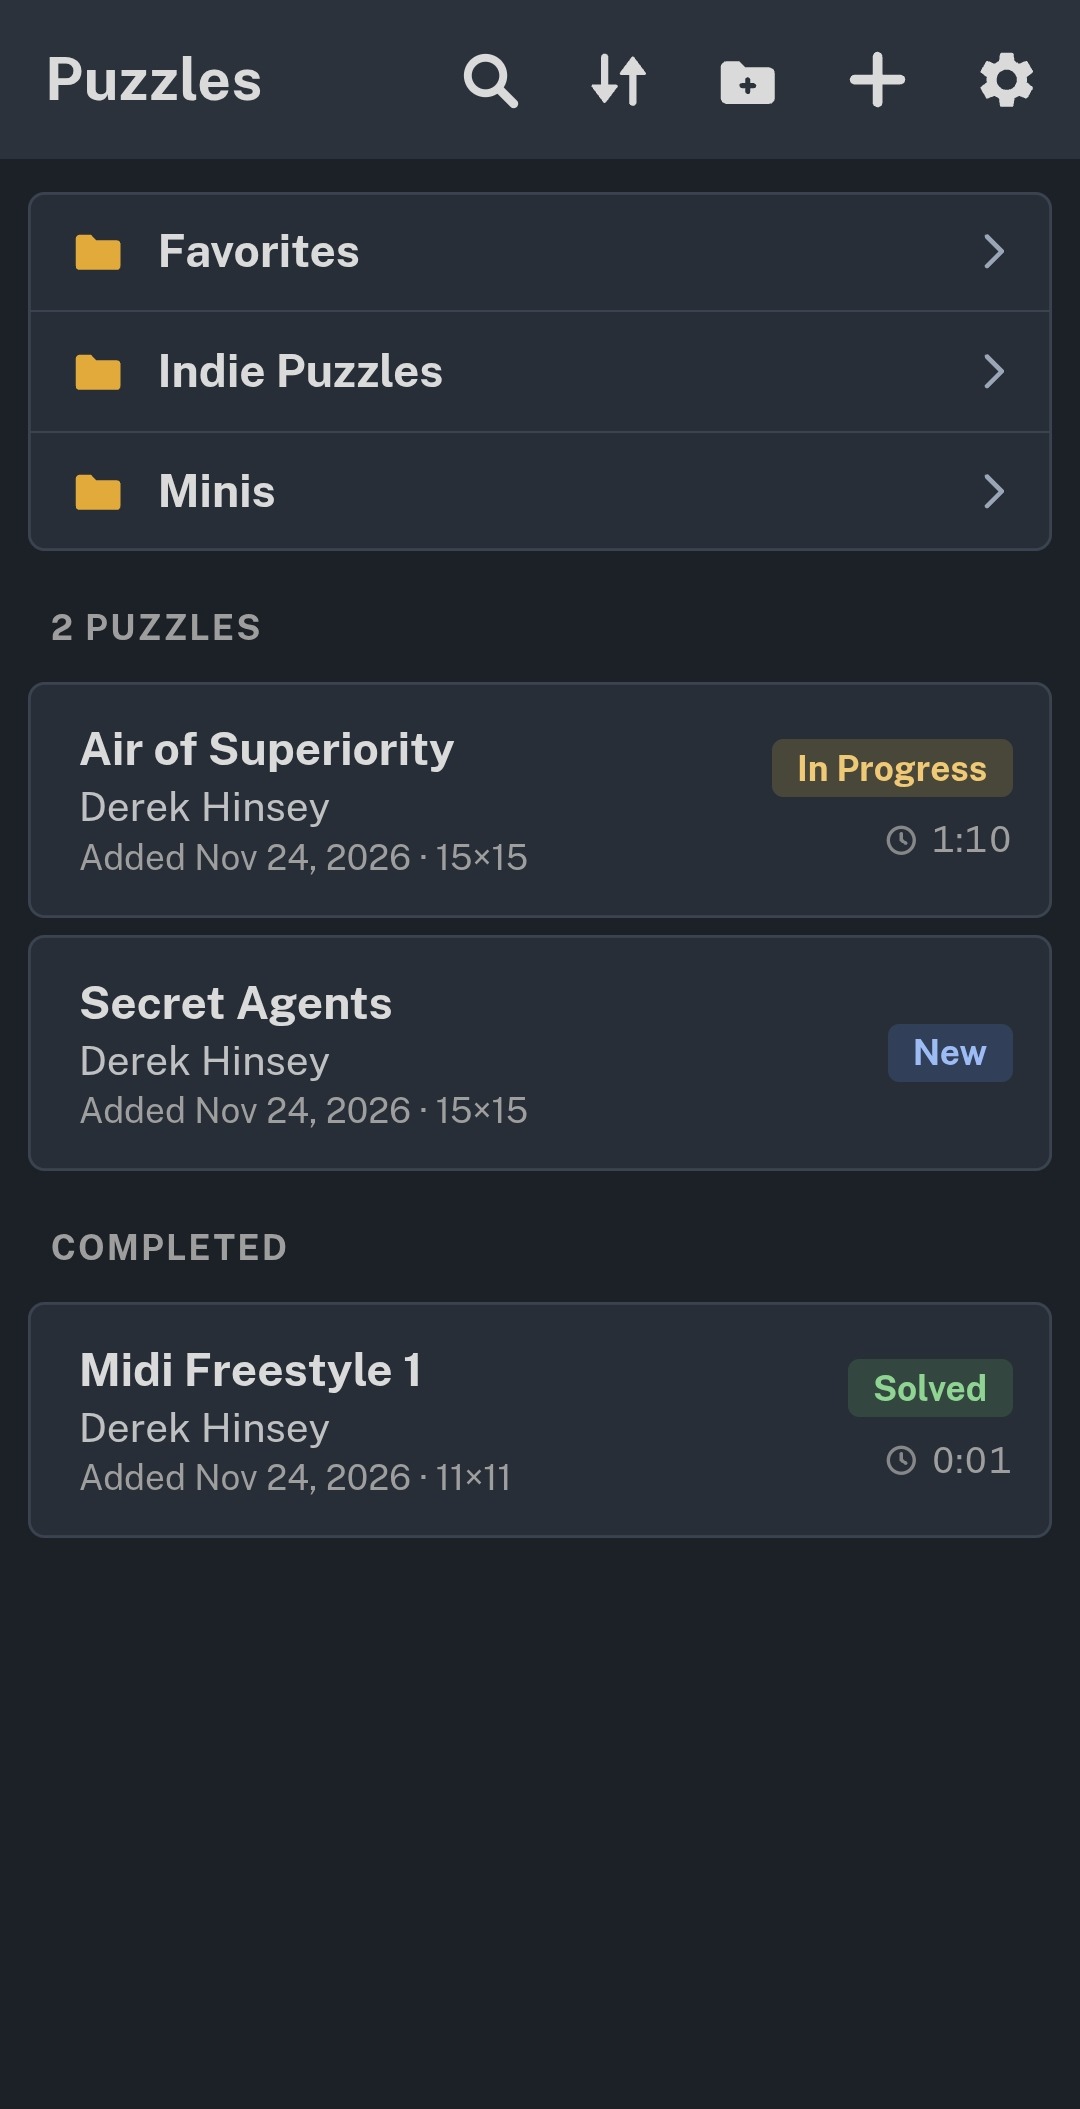 Puzzles
Favorites
Indie Puzzles
Minis
2 PUZZLES
Air of Superiority
Derek Hinsey
Added Nov 24, 2026 · 15×15
In Progress
1:10
Secret Agents
Derek Hinsey
Added Nov 24, 2026 · 15×15
New
COMPLETED
Midi Freestyle 1
Derek Hinsey
Added Nov 24, 2026 · 11×11
Solved
0:01